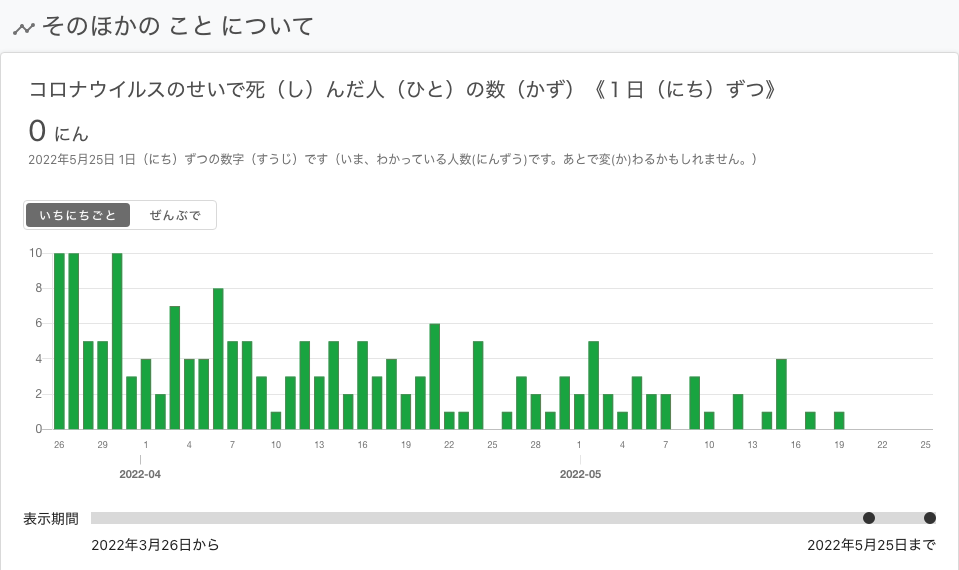 そのほかの こと について
コロナウイルスのせいで死（し）んだ人（ひと）の数（かず）《１日（にち）ずつ》
0 にん
2022年5月25日 1日（にち）ずつの数字（すうじ）です（いま、わかっている人数(にんずう)です。あとで変(か)わるかもしれません。）
いちにちごと ぜんぶで
10
8
6
4
2
0
26 29 1 4 7 10 13 16 19 22 25 28 1 4 7 10 13 16 19 22 25
2022-04 2022-05
表示期間
2022年3月26日から 2022年5月25日まで